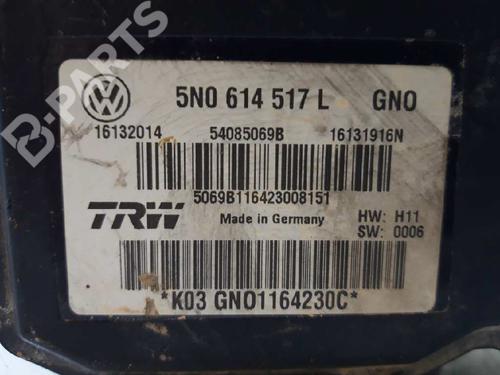 B-PARTS
5N0 614 517 L GNO
16132014 54085069B 16131916N
5069B116423008151
TRW Made in Germany HW: H11
SW: 0006
*K03 GNO1164230C*